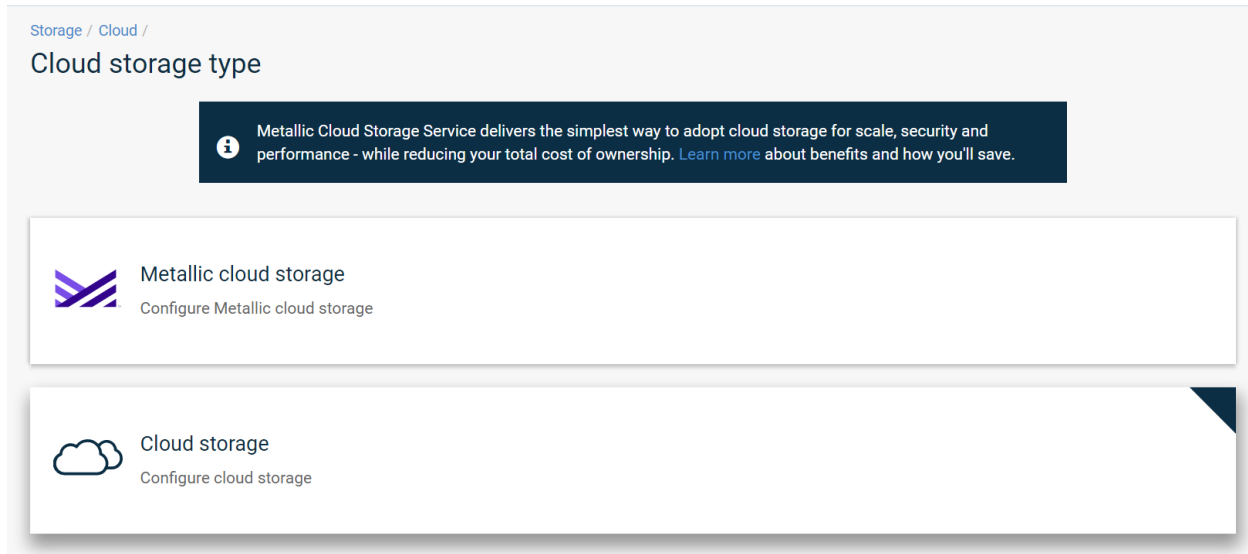 Storage / Cloud /
Cloud storage type
Metallic Cloud Storage Service delivers the simplest way to adopt cloud storage for scale, security and
performance - while reducing your total cost of ownership. Learn more about benefits and how you'll save.
Metallic cloud storage
Configure Metallic cloud storage
Cloud storage
Configure cloud storage